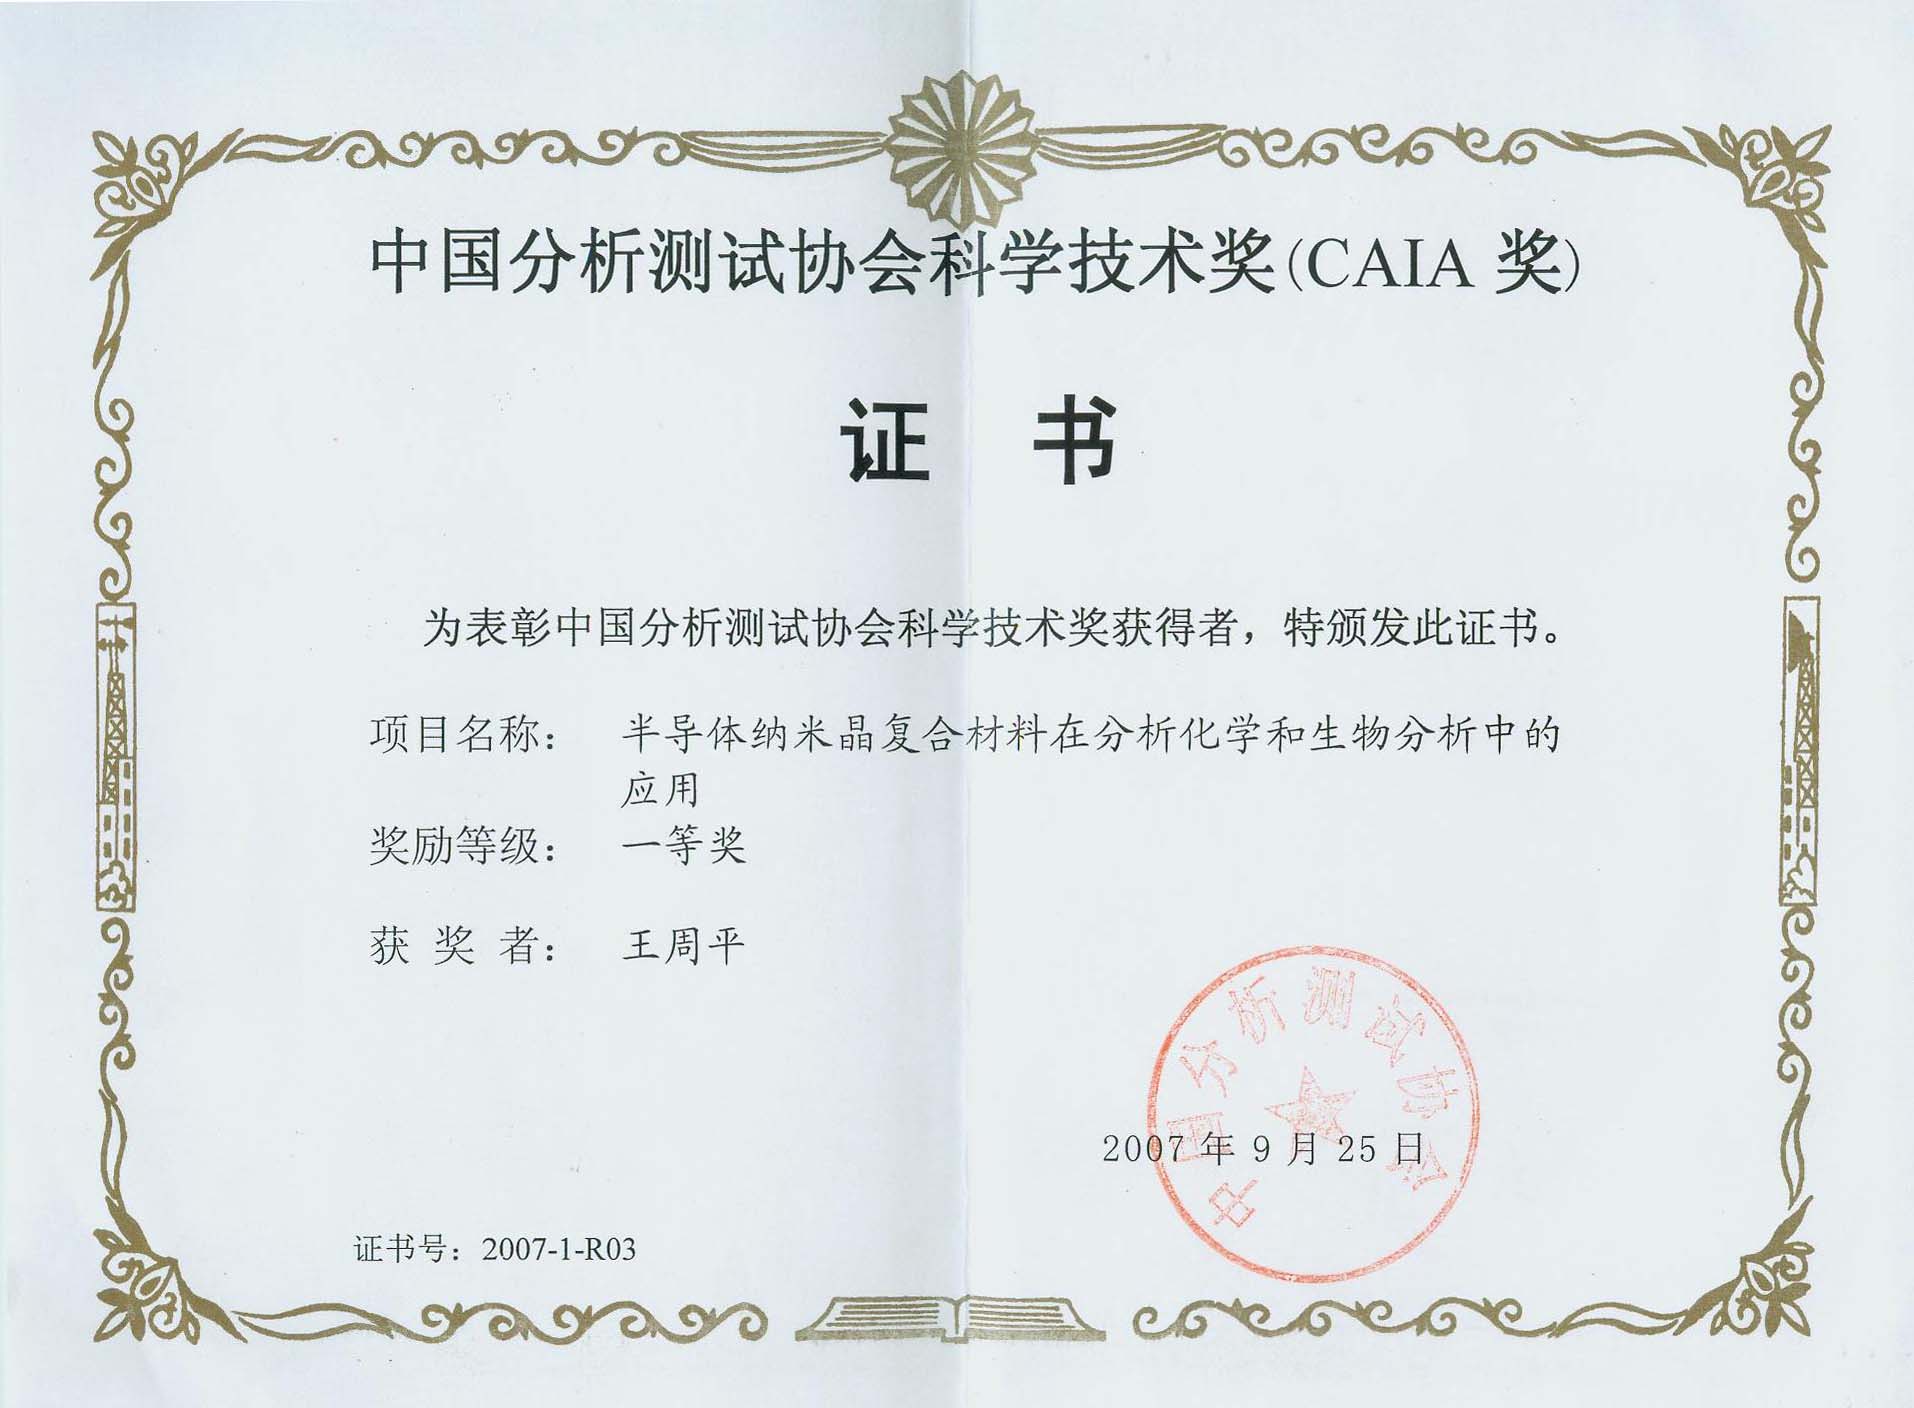 中国分析测试协会科学技术奖(CAIA 奖)
证 书
为表彰中国分析测试协会科学技术奖获得者，特颁发此证书。
项目名称： 半导体纳米晶复合材料在分析化学和生物分析中的
应用
奖励等级： 一等奖
获 奖 者： 王周平
中国分析测试协会
2007 年 9 月 25 日
证书号：2007-1-R03